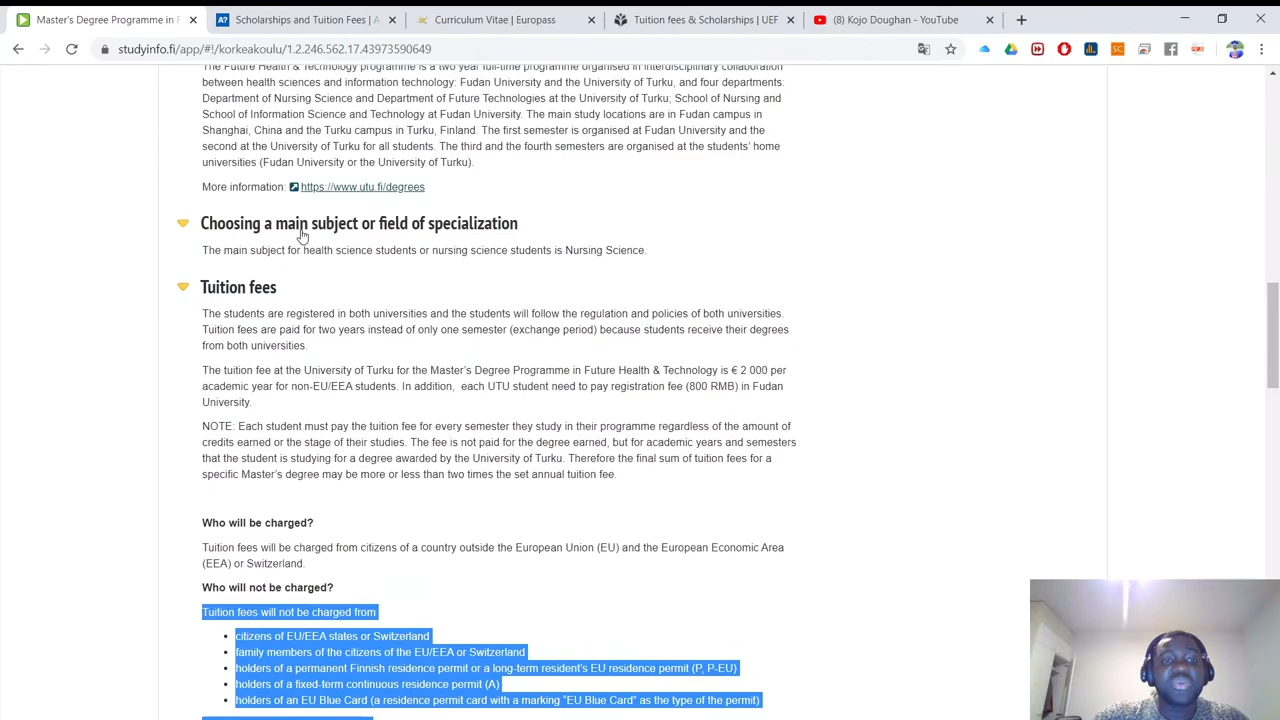 Master's Degree Programme in F
Scholarships and Tuition Fees | A
Curriculum Vitae | Europass
Tuition fees & Scholarships | UEF
(8) Kojo Doughan - YouTube
studyinfo.fi/app/#!/korkeakoulu/1.2.246.562.17.43973590649
The Future Health & Technology programme is a two year full-time programme organised in interdisciplinary collaboration
between health sciences and information technology: Fudan University and the University of Turku, and four departments:
Department of Nursing Science and Department of Future Technologies at the University of Turku; School of Nursing and
School of Information Science and Technology at Fudan University. The main study locations are in Fudan campus in
Shanghai, China and the Turku campus in Turku, Finland. The first semester is organised at Fudan University and the
second at the University of Turku for all students. The third and the fourth semesters are organised at the students' home
universities (Fudan University or the University of Turku).
More information: https://www.utu.fi/degrees
Choosing a main subject or field of specialization
The main subject for health science students or nursing science students is Nursing Science.
Tuition fees
The students are registered in both universities and the students will follow the regulation and policies of both universities.
Tuition fees are paid for two years instead of only one semester (exchange period) because students receive their degrees
from both universities.
The tuition fee at the University of Turku for the Master's Degree Programme in Future Health & Technology is € 2 000 per
academic year for non-EU/EEA students. In addition, each UTU student need to pay registration fee (800 RMB) in Fudan
University.
NOTE: Each student must pay the tuition fee for every semester they study in their programme regardless of the amount of
credits earned or the stage of their studies. The fee is not paid for the degree earned, but for academic years and semesters
that the student is studying for a degree awarded by the University of Turku. Therefore the final sum of tuition fees for a
specific Master's degree may be more or less than two times the set annual tuition fee.
Who will be charged?
Tuition fees will be charged from citizens of a country outside the European Union (EU) and the European Economic Area
(EEA) or Switzerland.
Who will not be charged?
Tuition fees will not be charged from
• citizens of EU/EEA states or Switzerland
• family members of the citizens of the EU/EEA or Switzerland
• holders of a permanent Finnish residence permit or a long-term resident's EU residence permit (P, P-EU)
• holders of a fixed-term continuous residence permit (A)
• holders of an EU Blue Card (a residence permit card with a marking “EU Blue Card” as the type of the permit)